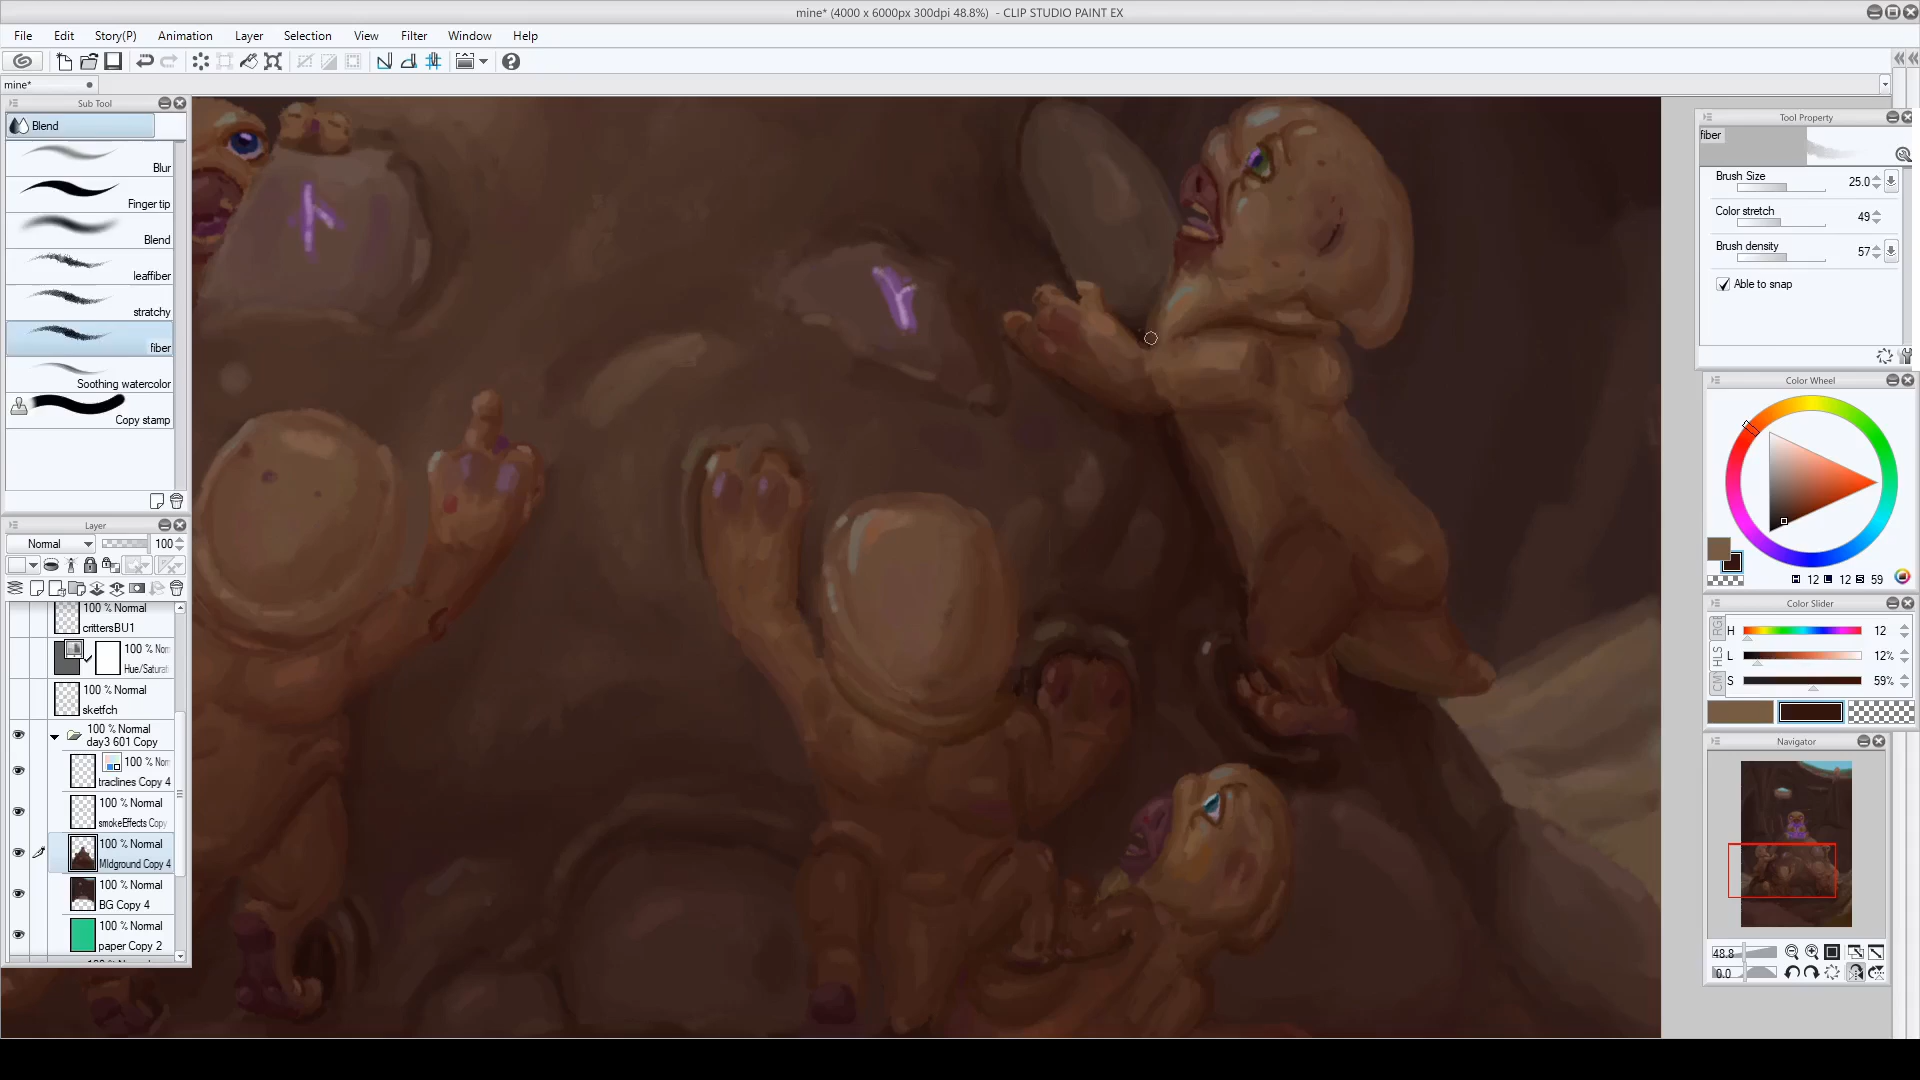 mine* (4000 x 6000px 300dpi 48.8%) - CLIP STUDIO PAINT EX
File Edit Story(P) Animation Layer Selection View Filter Window Help
mine*
Sub Tool
Blend
Blur
Finger tip
Blend
leaffiber
stratchy
fiber
Soothing watercolor
Copy stamp
Layer
Normal 100
100 % Normal
crittersBU1
100 % Nor
Hue/Saturat
100 % Normal
sketfch
100 % Normal
day3 601 Copy
100 % Nor
traclines Copy 4
100 % Normal
smokeEffects Copy
100 % Normal
MIdground Copy 4
100 % Normal
BG Copy 4
100 % Normal
paper Copy 2
Tool Property
fiber
Brush Size 25.0
Color stretch 49
Brush density 57
Able to snap
Color Wheel
H 12 L 12 S 59
Color Slider
RGB
HLS
CM
H 12
L 12%
S 59%
Navigator
48.8
0.0